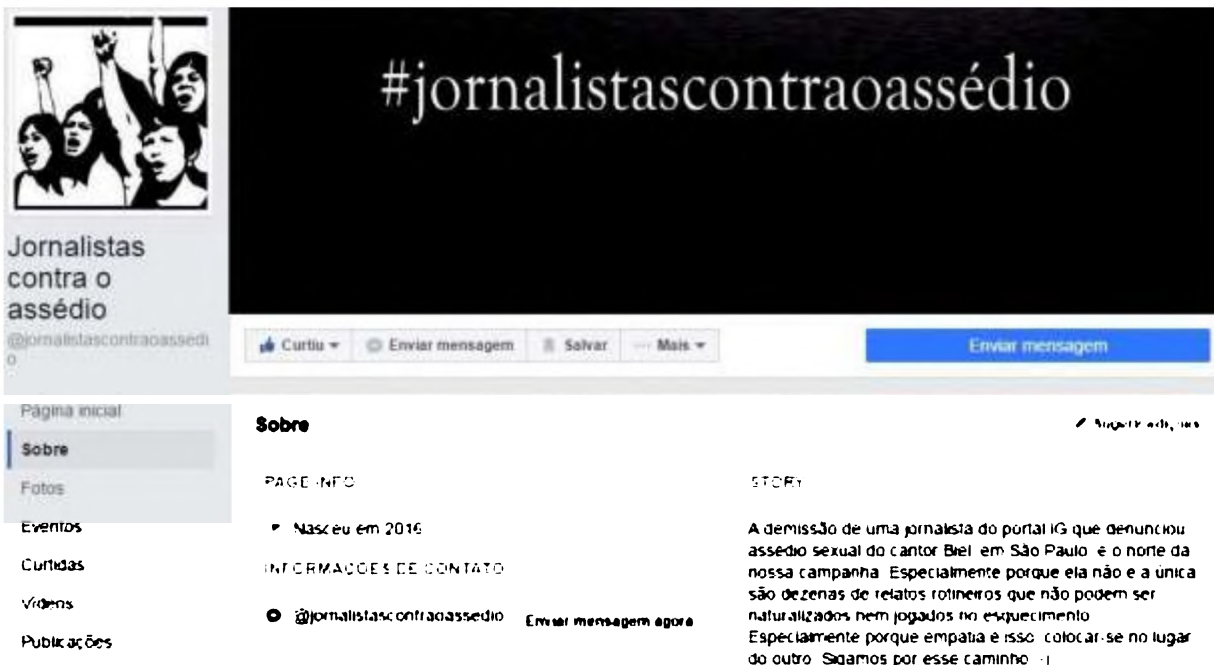 #jornalistascontraoassédio
Jornalistas
contra o
assédio
@jornalistascontraoassedi
o
Curtiu
Enviar mensagem
Salvar
Mais
Enviar mensagem
Página inicial
Sobre
Fotos
Eventos
Curtidas
Vídeos
Publicações
Sobre
PAGE INFO
Nasceu em 2016
INFORMAÇÕES DE CONTATO
@jornalistascontraoassedio
Enviar mensagem agora
STORY
A demissão de uma jornalista do portal iG que denunciou
assédio sexual do cantor Biel, em São Paulo, é o norte da
nossa campanha. Especialmente porque ela não é a única
são dezenas de relatos rotineiros que não podem ser
naturalizados nem jogados no esquecimento
Especialmente porque empatia é isso: colocar-se no lugar
do outro. Sigamos por esse caminho